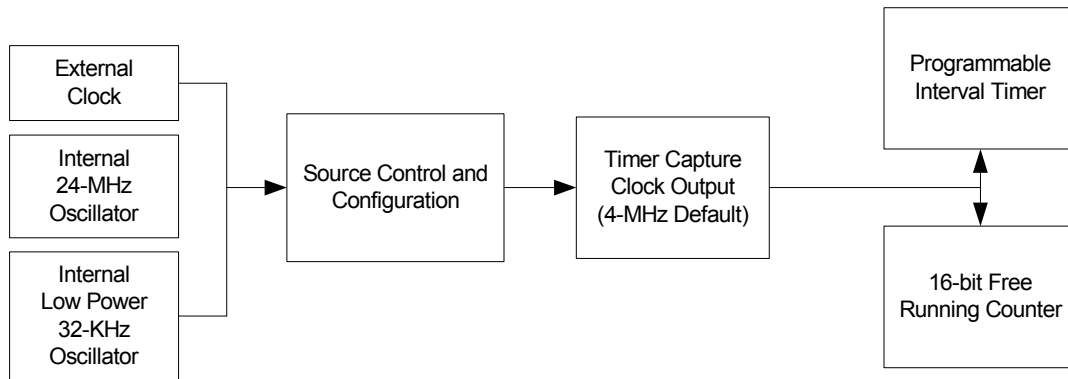 External
Clock
Internal
24-MHz
Oscillator
Internal
Low Power
32-KHz
Oscillator
Source Control and
Configuration
Timer Capture
Clock Output
(4-MHz Default)
Programmable
Interval Timer
16-bit Free
Running Counter